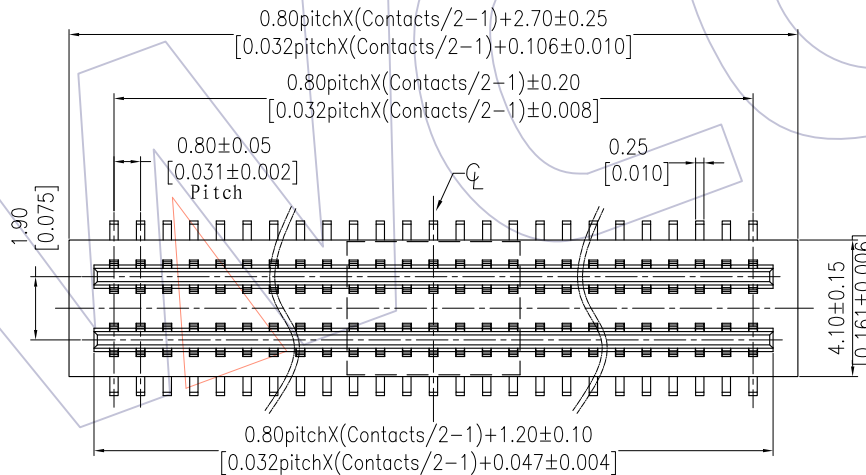 0.80pitchX(Contacts/2-1)+2.70±0.25
[0.032pitchX(Contacts/2-1)+0.106±0.010]
0.80pitchX(Contacts/2-1)±0.20
[0.032pitchX(Contacts/2-1)±0.008]
0.80±0.05
[0.031±0.002]
Pitch
0.25
[0.010]
CL
1.90
[0.075]
4.10±0.15
[0.161±0.006]
0.80pitchX(Contacts/2-1)+1.20±0.10
[0.032pitchX(Contacts/2-1)+0.047±0.004]